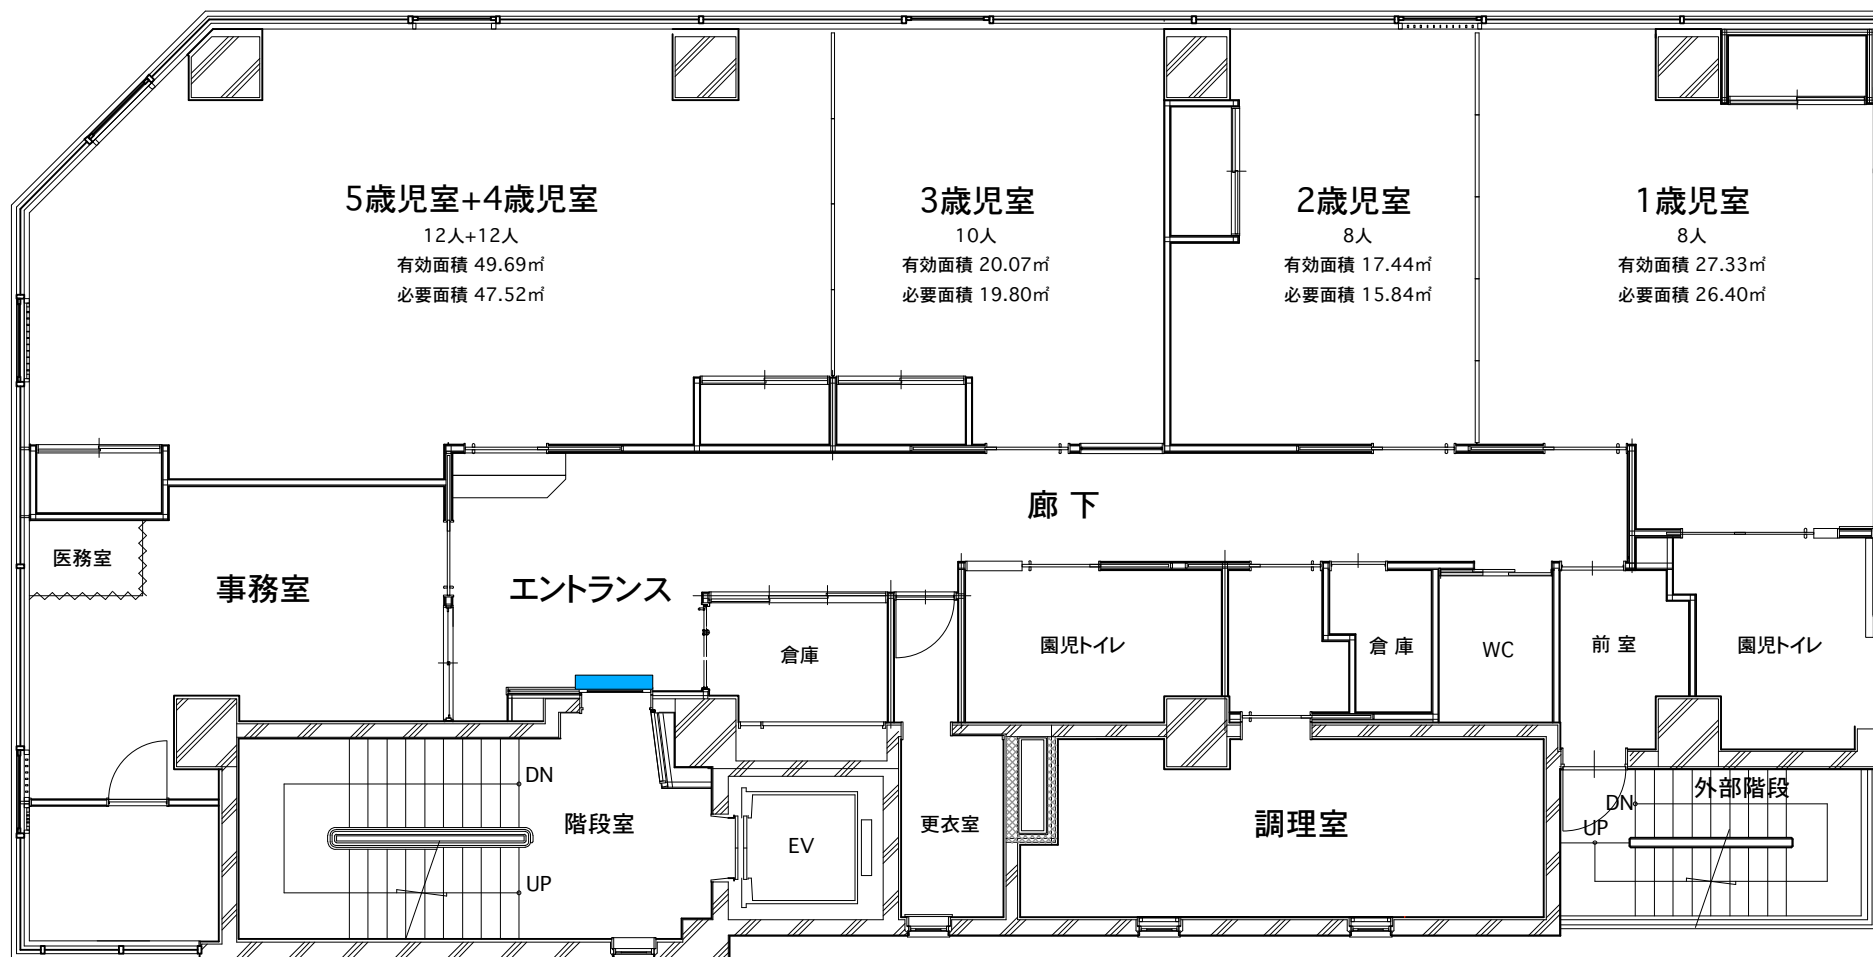 5歳児室+4歳児室
12人+12人
有効面積 49.69㎡
必要面積 47.52㎡
3歳児室
10人
有効面積 20.07㎡
必要面積 19.80㎡
2歳児室
8人
有効面積 17.44㎡
必要面積 15.84㎡
1歳児室
8人
有効面積 27.33㎡
必要面積 26.40㎡
廊 下
医務室
事務室
エントランス
倉庫
園児トイレ
倉 庫
WC
前 室
園児トイレ
DN
階段室
UP
EV
更衣室
調理室
外部階段
DN
UP